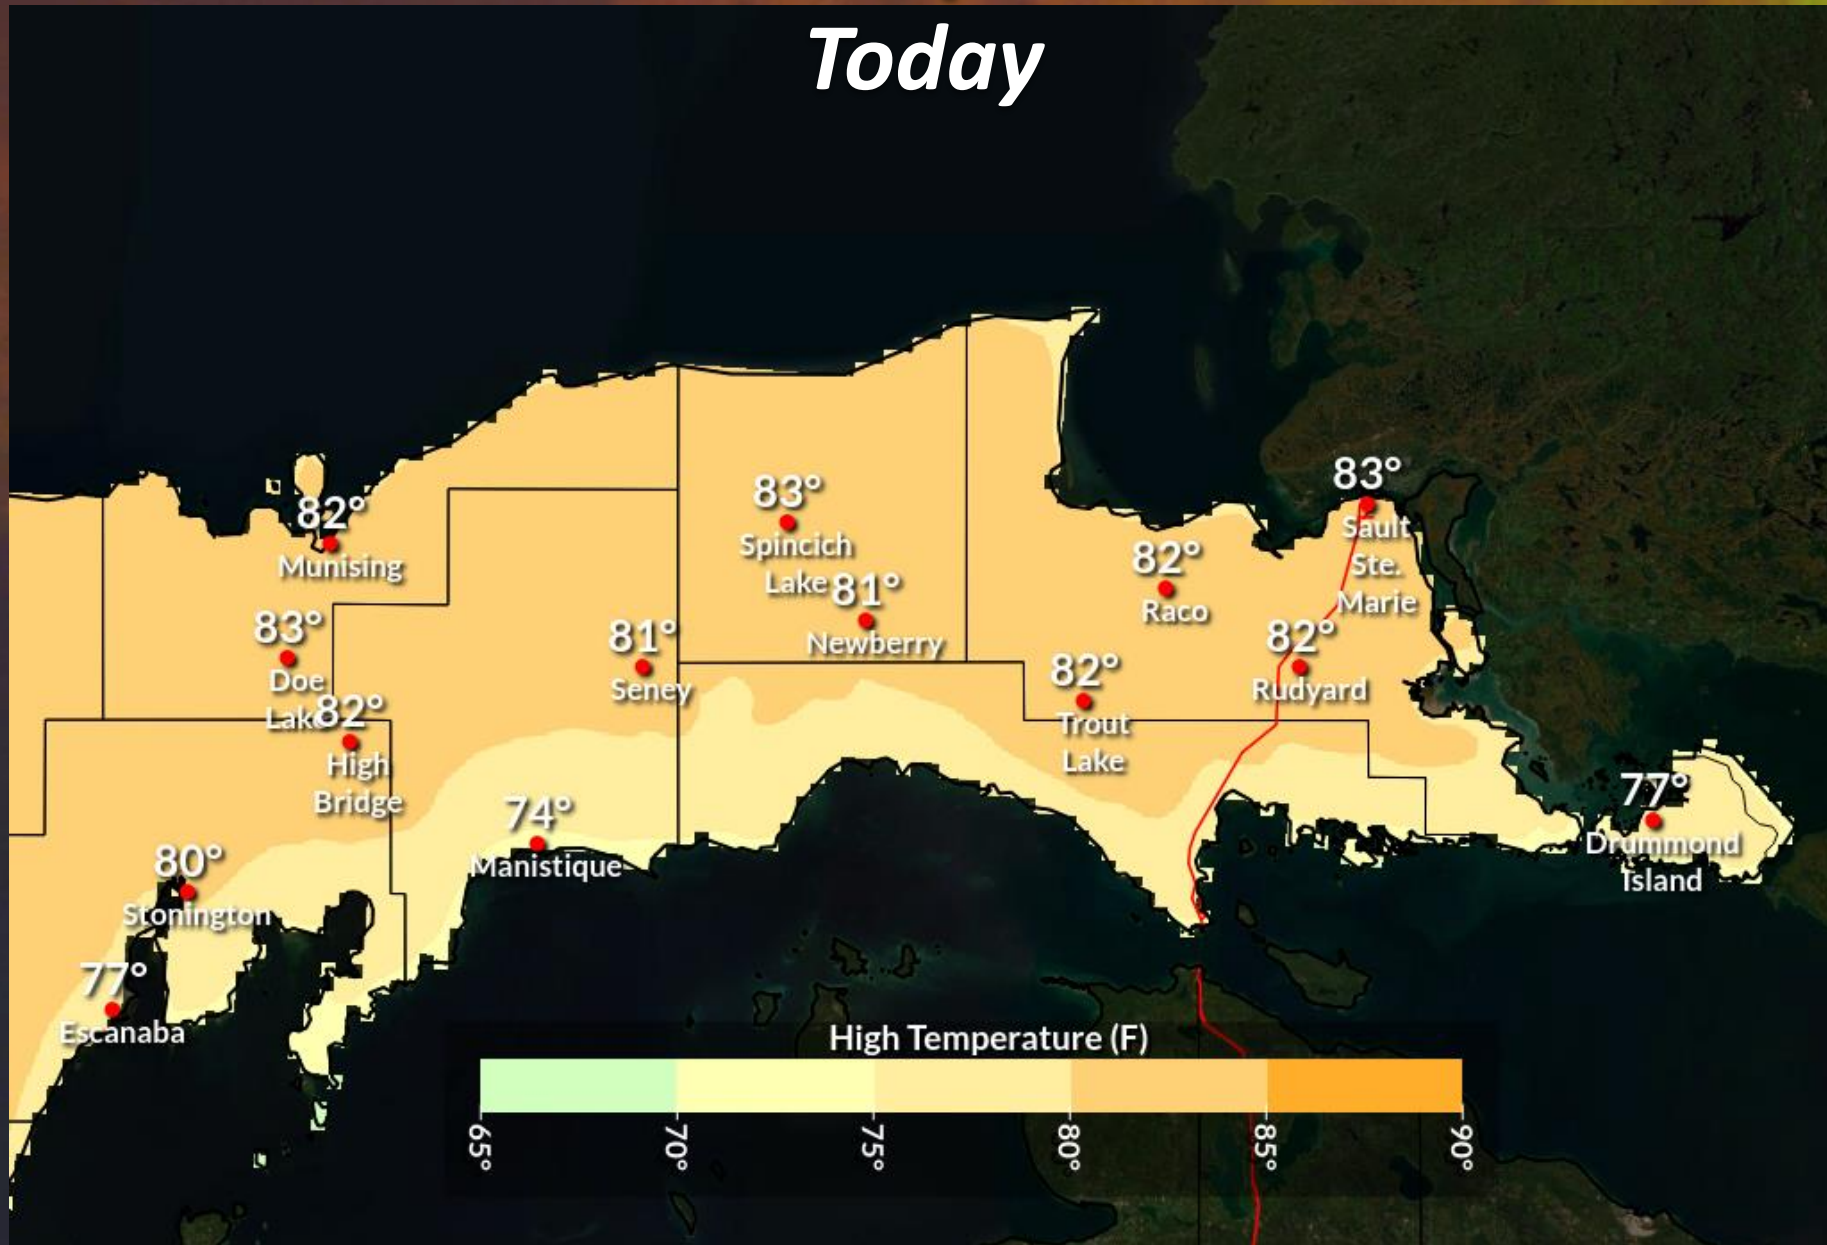 Today
83°
Sault
Ste.
Marie
82°
Munising
83°
Spincich
Lake
81°
Newberry
82°
Raco
83°
Doe
Lake
81°
Seney
82°
Rudyard
82°
Trout
Lake
82°
High
Bridge
74°
Manistique
77°
Drummond
Island
80°
Stonington
77°
Escanaba
High Temperature (F)
65°
70°
75°
80°
85°
90°